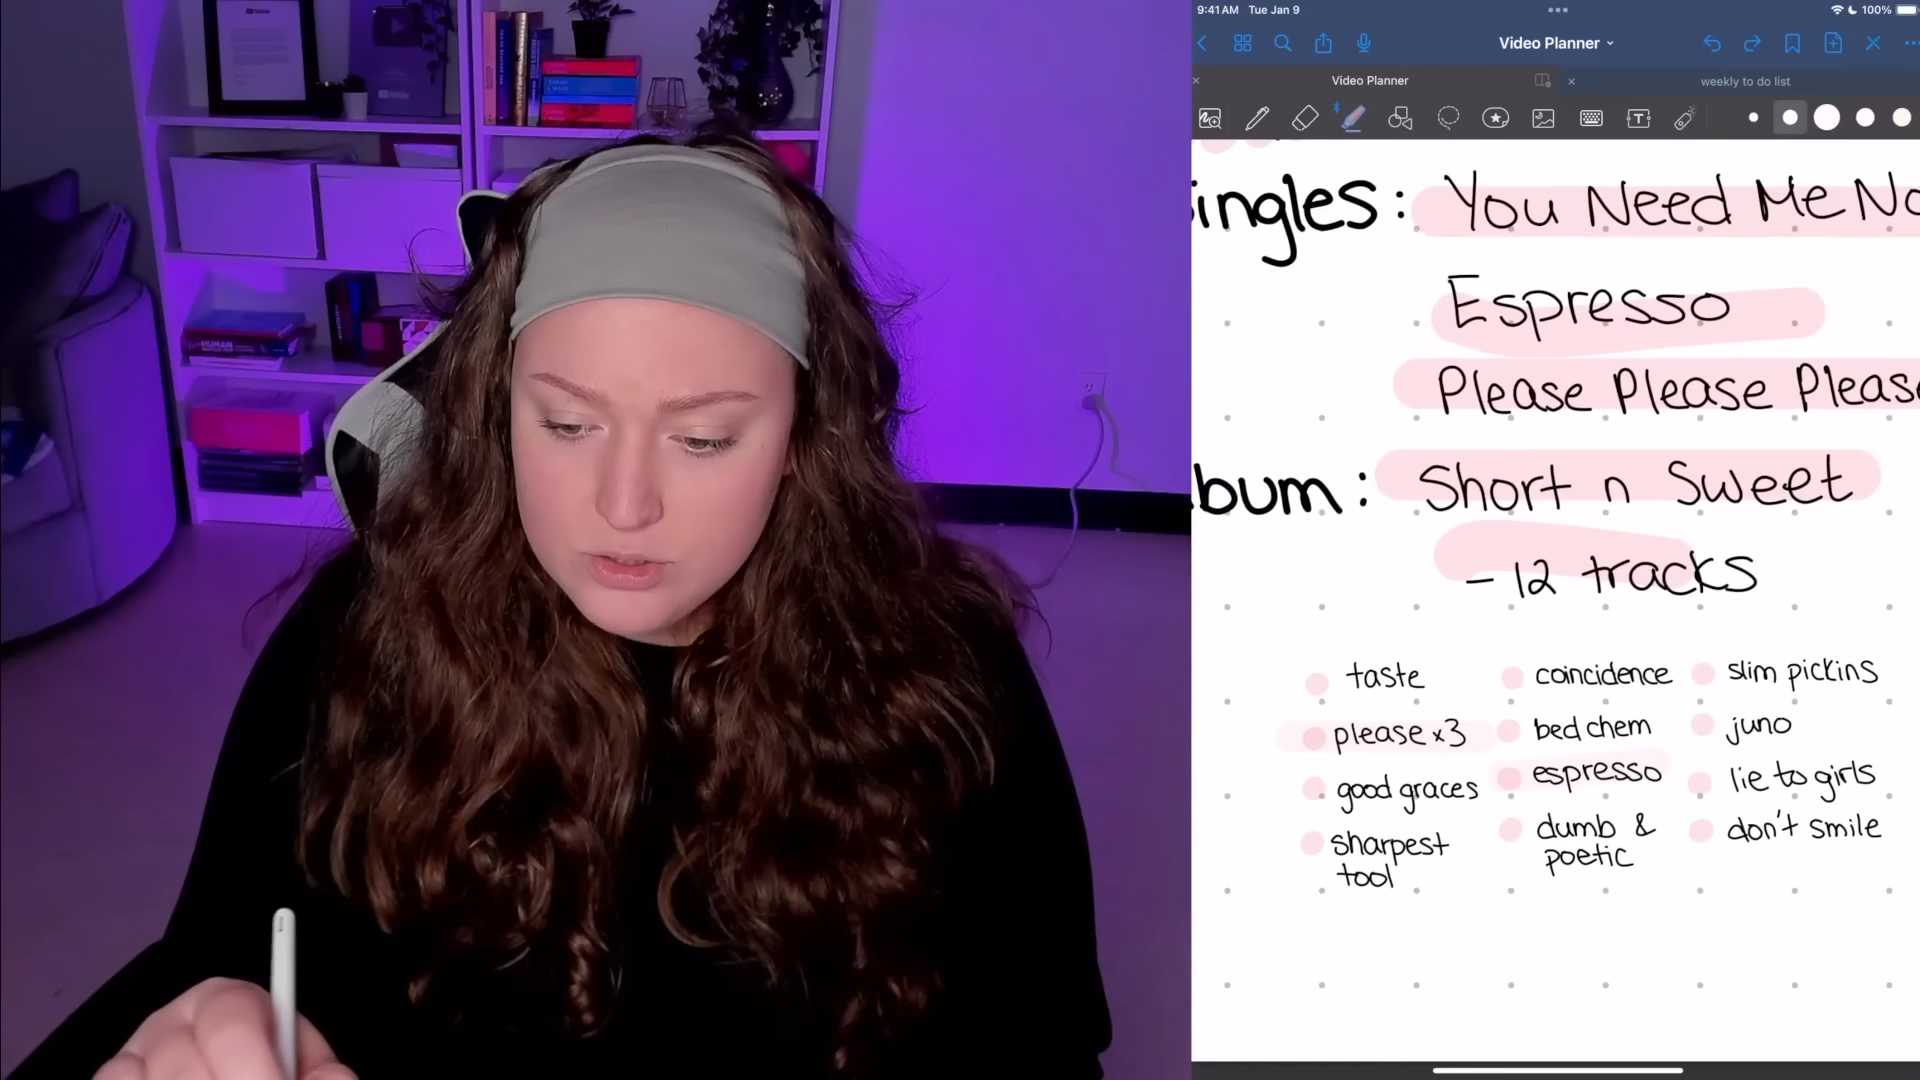 9:41 AM Tue Jan 9
100%
Video Planner
Video Planner
weekly to do list
ingles: You Need Me No
Espresso
Please Please Please
bum: Short n Sweet
- 12 tracks
taste
please x3
good graces
sharpest
tool
coincidence
bed chem
espresso
dumb &
poetic
slim pickins
juno
lie to girls
don't smile
HUMAN